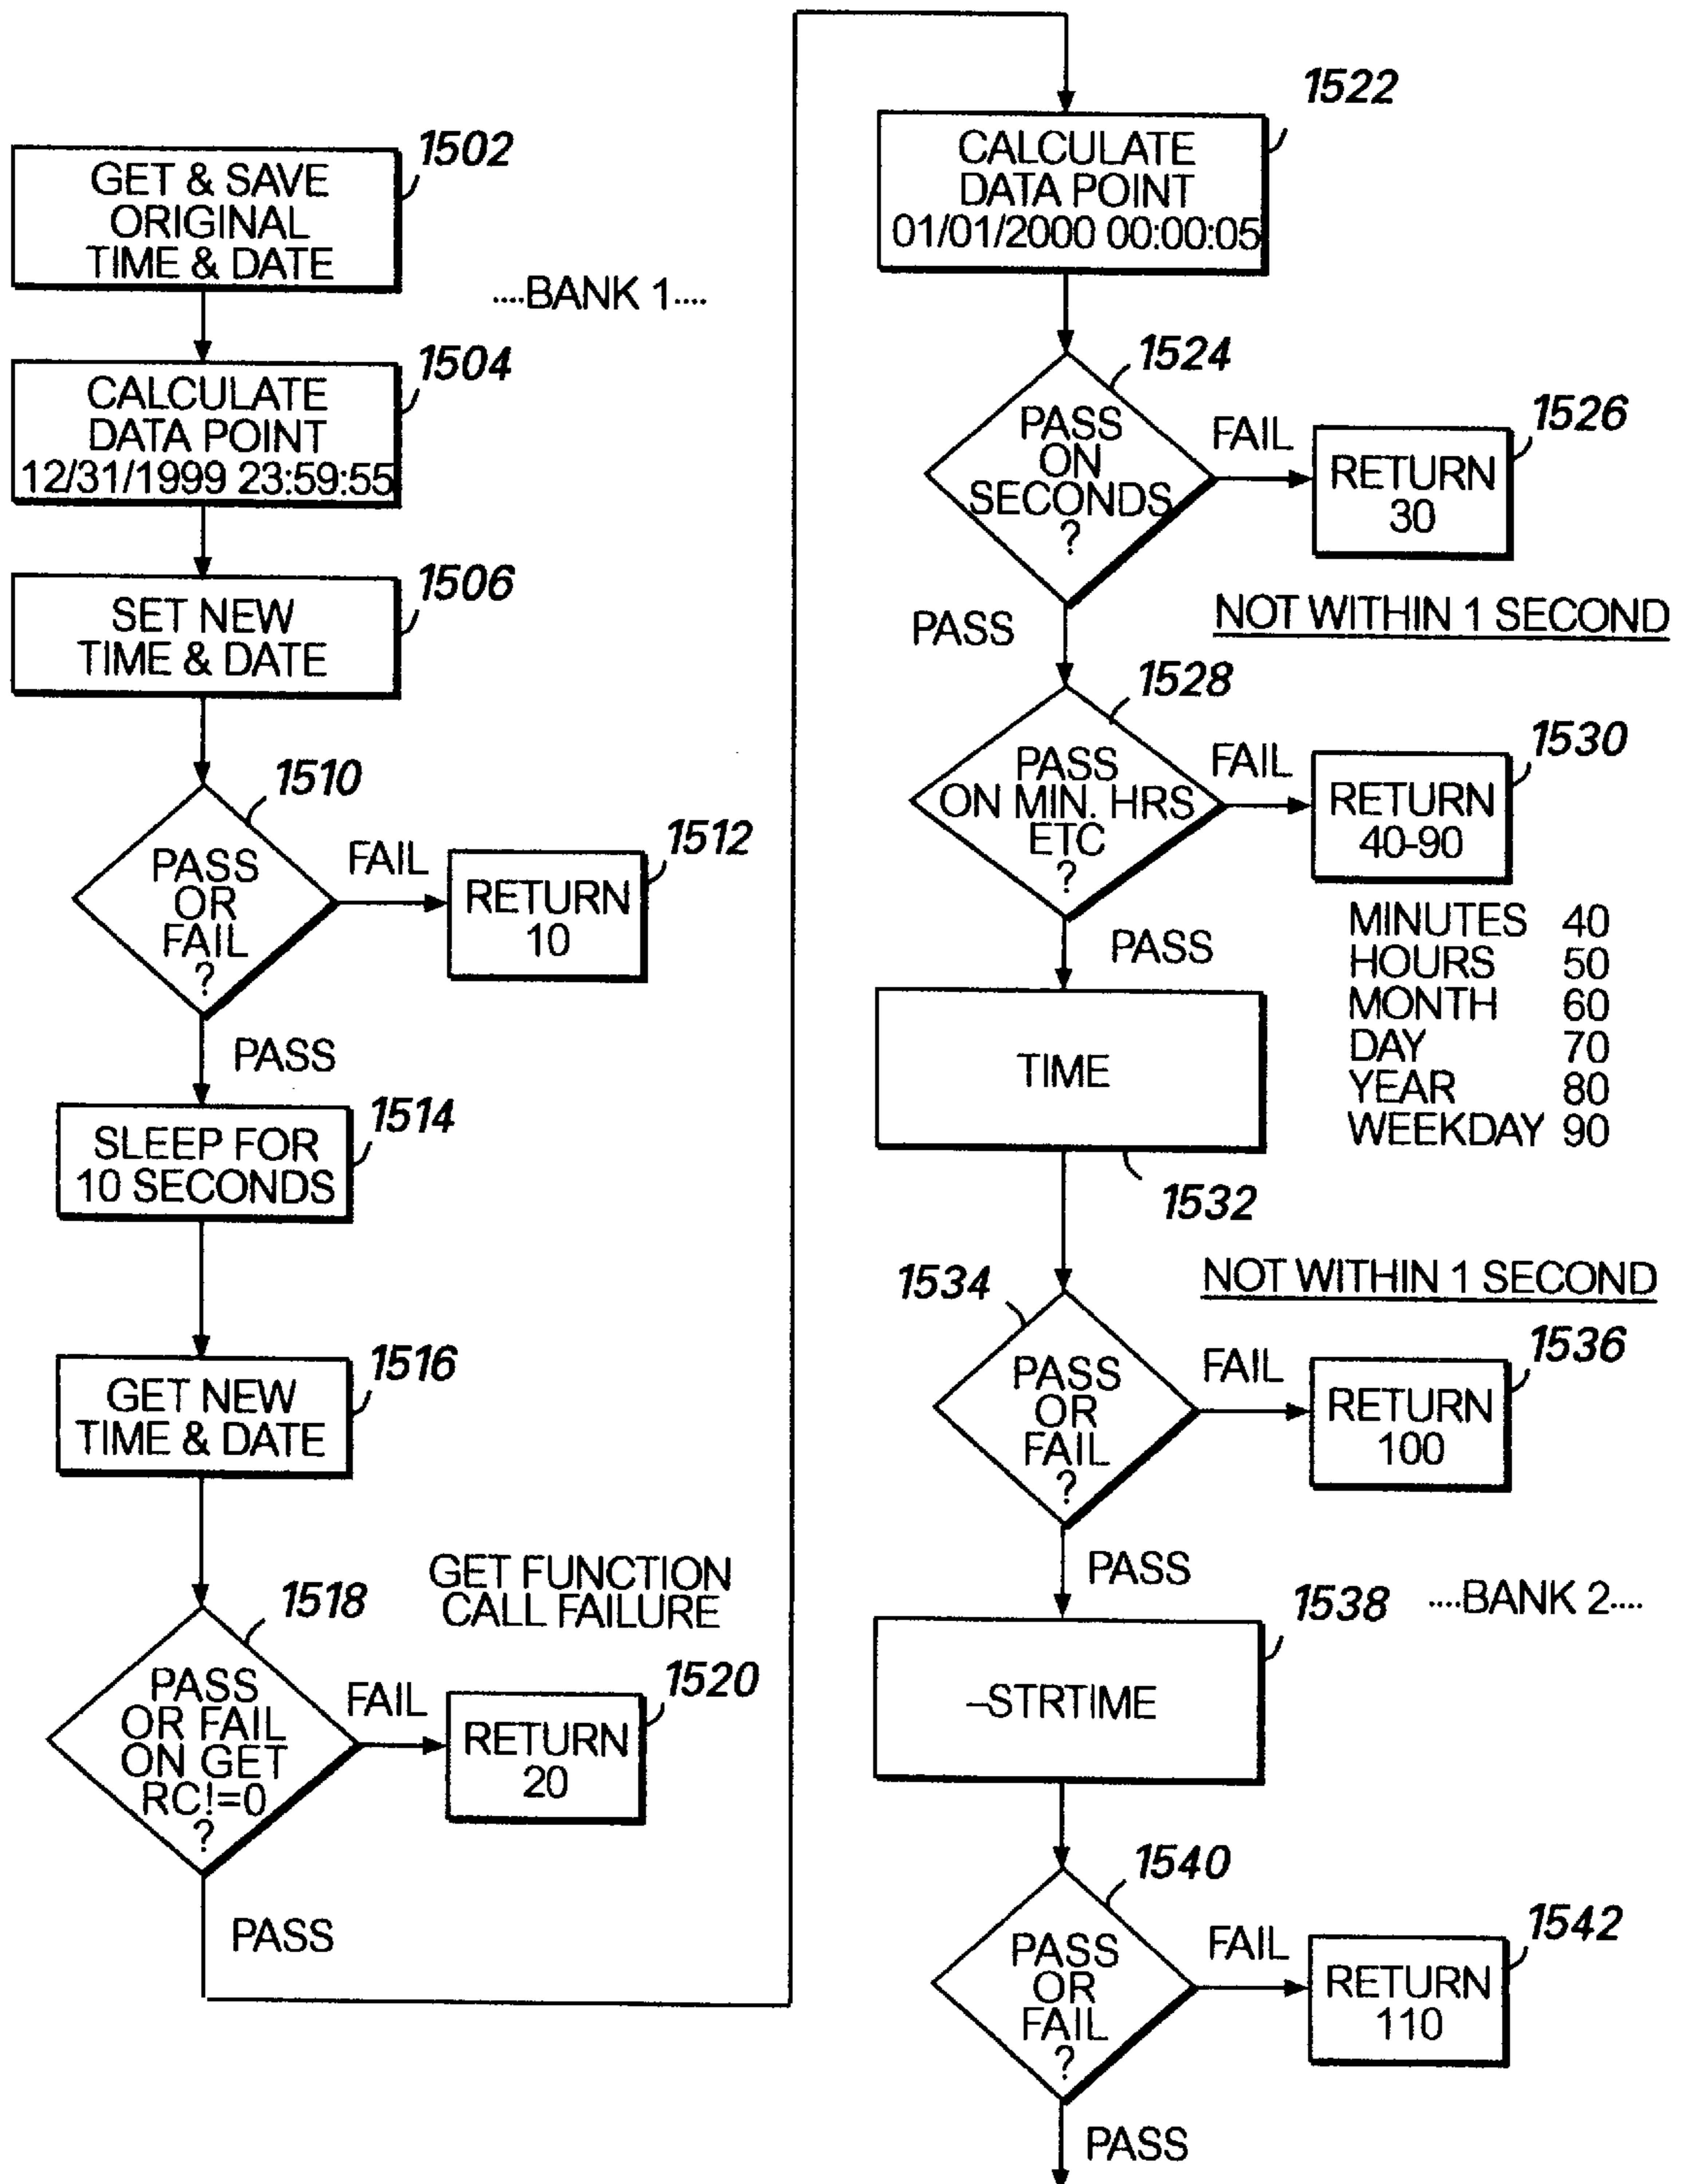 1502
GET & SAVE
ORIGINAL
TIME & DATE
....BANK 1....
1504
CALCULATE
DATA POINT
12/31/1999 23:59:55
1506
SET NEW
TIME & DATE
1510
PASS
OR
FAIL
?
FAIL
1512
RETURN
10
PASS
1514
SLEEP FOR
10 SECONDS
1516
GET NEW
TIME & DATE
1518
PASS
OR FAIL
ON GET
RC!=0
?
GET FUNCTION
CALL FAILURE
FAIL
1520
RETURN
20
PASS
1522
CALCULATE
DATA POINT
01/01/2000 00:00:05
1524
PASS
ON
SECONDS
?
FAIL
1526
RETURN
30
NOT WITHIN 1 SECOND
PASS
1528
PASS
ON MIN. HRS
ETC
?
FAIL
1530
RETURN
40-90
MINUTES 40
HOURS 50
MONTH 60
DAY 70
YEAR 80
WEEKDAY 90
PASS
TIME
1532
NOT WITHIN 1 SECOND
1534
PASS
OR
FAIL
?
FAIL
1536
RETURN
100
PASS
1538
....BANK 2....
–STRTIME
1540
PASS
OR
FAIL
?
FAIL
1542
RETURN
110
PASS